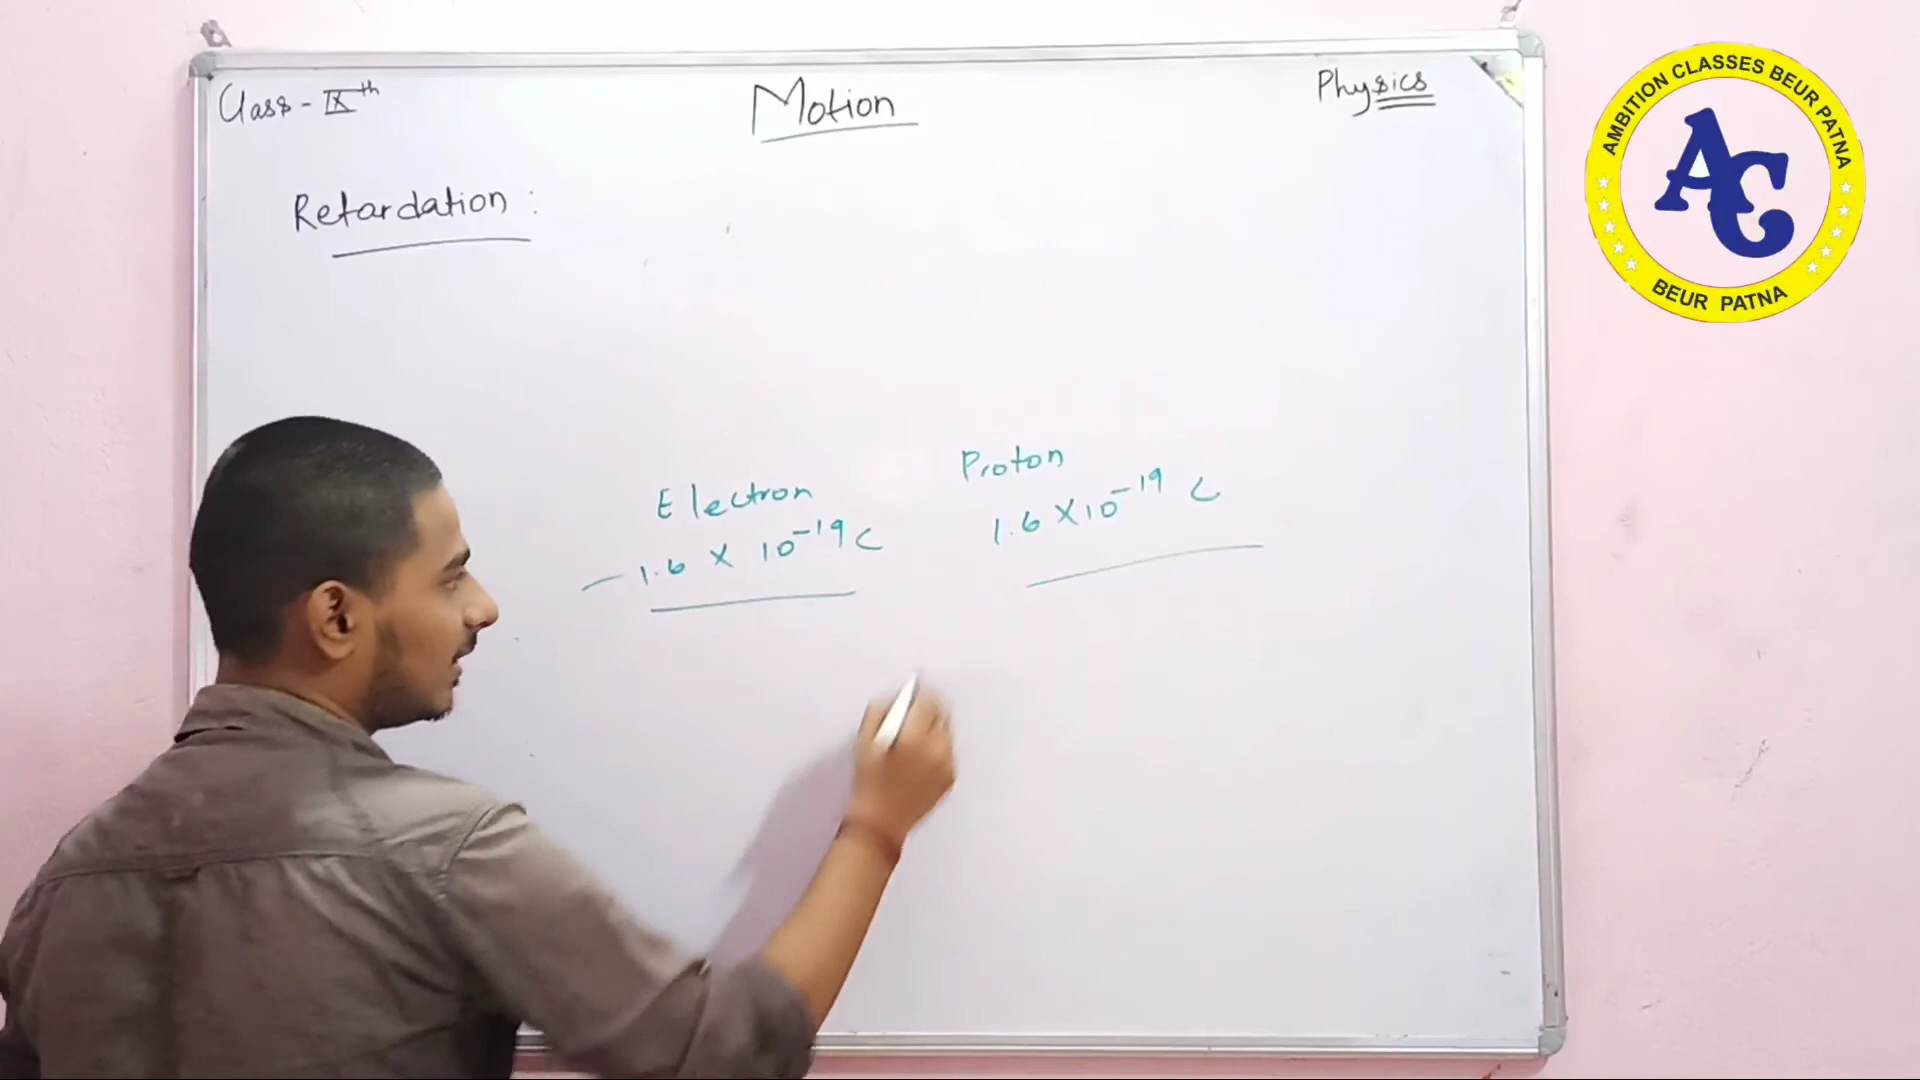 Class - IXth
Motion
Physics
Retardation :
Electron
- 1.6 × 10⁻¹⁹ C
Proton
1.6 × 10⁻¹⁹ C
AMBITION CLASSES BEUR PATNA
AC
BEUR PATNA